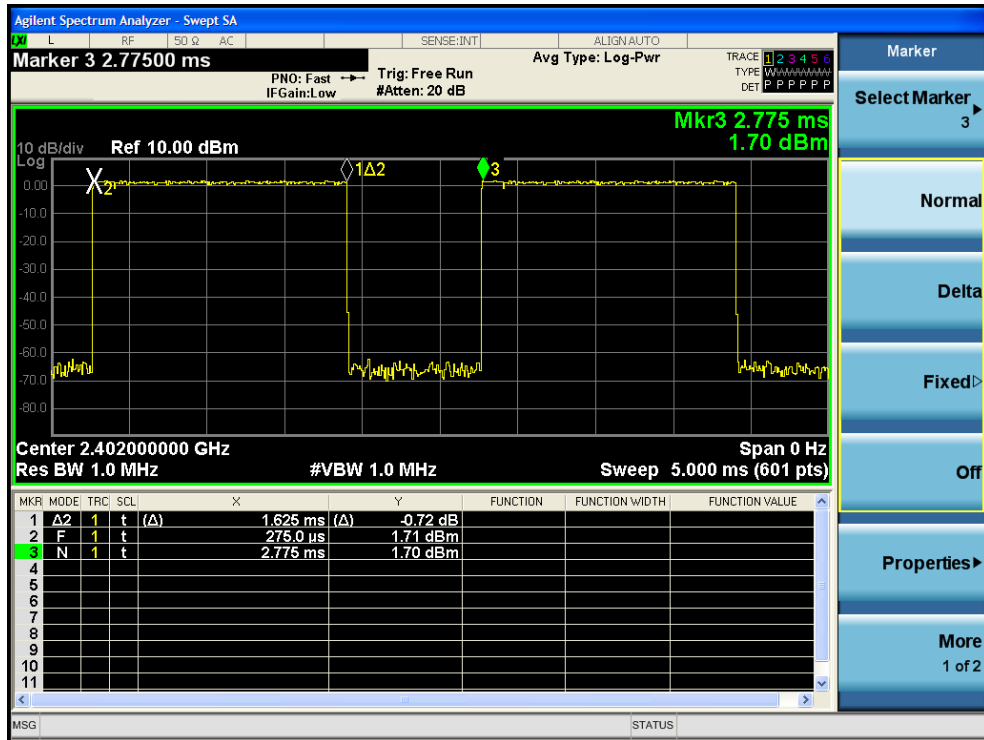 Agilent Spectrum Analyzer - Swept SA
LXI L RF 50 Ω AC SENSE:INT ALIGN AUTO
Marker 3 2.77500 ms
PNO: Fast
IFGain:Low
Trig: Free Run
#Atten: 20 dB
Avg Type: Log-Pwr
TRACE 1 2 3 4 5 6
TYPE W
DET P P P P P P
Mkr3 2.775 ms
1.70 dBm
10 dB/div Ref 10.00 dBm
Log
1Δ2
3
X2
0.00
-10.0
-20.0
-30.0
-40.0
-50.0
-60.0
-70.0
-80.0
Center 2.402000000 GHz Span 0 Hz
Res BW 1.0 MHz #VBW 1.0 MHz Sweep 5.000 ms (601 pts)
MKR MODE TRC SCL X Y FUNCTION FUNCTION WIDTH FUNCTION VALUE
1 Δ2 1 t (Δ) 1.625 ms (Δ) -0.72 dB
2 F 1 t 275.0 µs 1.71 dBm
3 N 1 t 2.775 ms 1.70 dBm
4
5
6
7
8
9
10
11
MSG STATUS
Marker
Select Marker
3
Normal
Delta
Fixed
Off
Properties
More
1 of 2